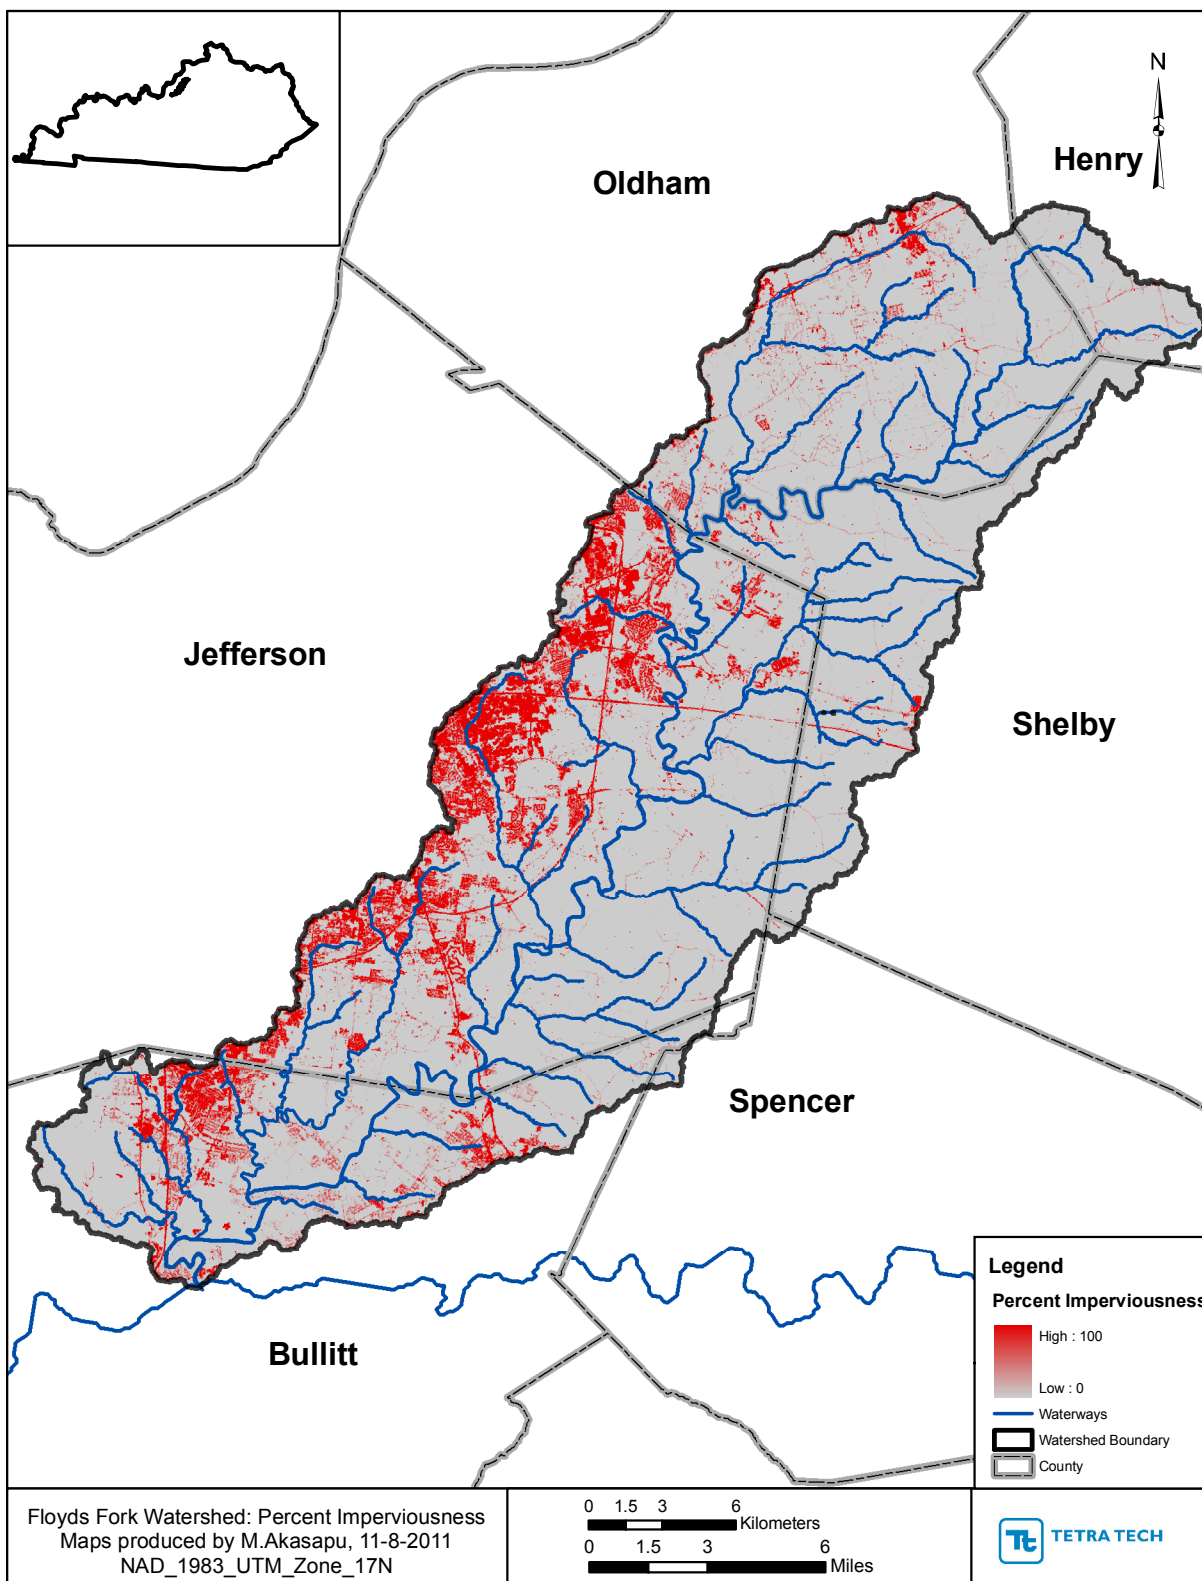 N
Henry
Oldham
Jefferson
Shelby
Spencer
Bullitt
Legend
Percent Imperviousness
High : 100
Low : 0
Waterways
Watershed Boundary
County
Floyds Fork Watershed: Percent Imperviousness
Maps produced by M.Akasapu, 11-8-2011
NAD_1983_UTM_Zone_17N
0 1.5 3 6
Kilometers
0 1.5 3 6
Miles
Tt TETRA TECH